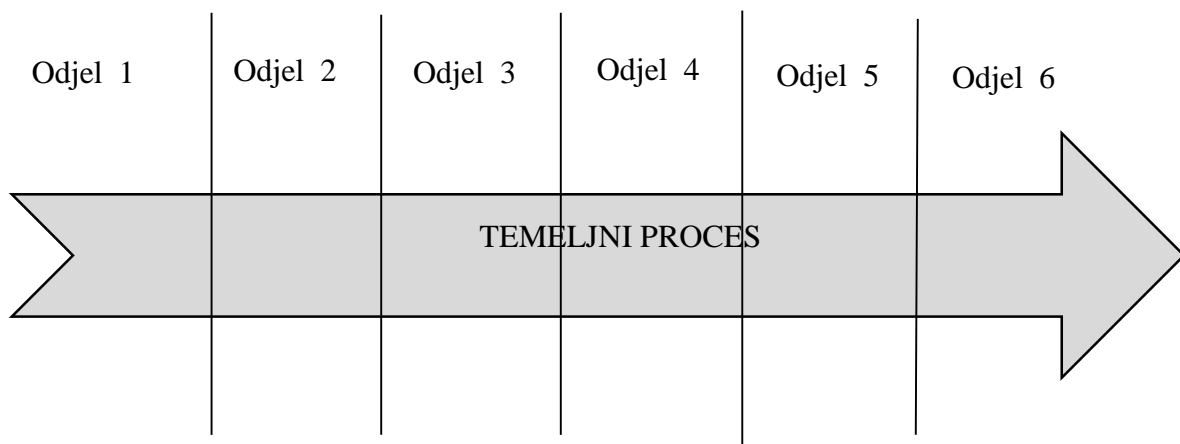 Odjel 1
Odjel 2
Odjel 3
Odjel 4
Odjel 5
Odjel 6
TEMELJNI PROCES